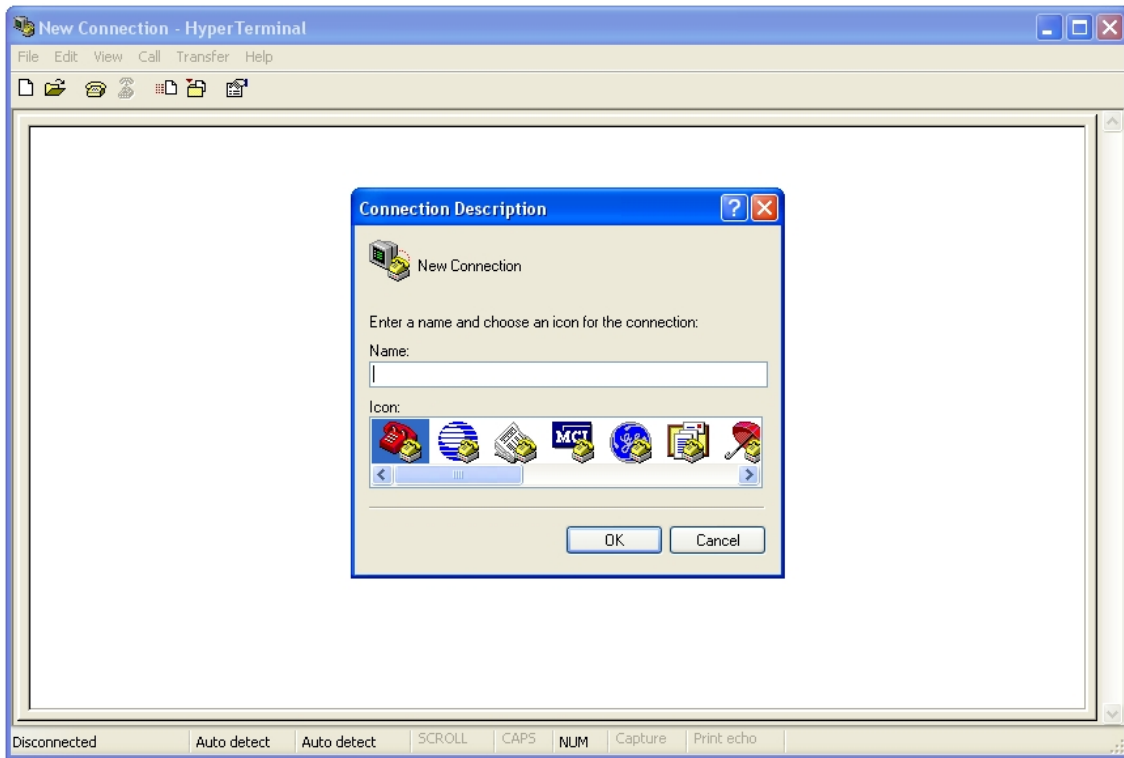 New Connection - HyperTerminal
File Edit View Call Transfer Help
Connection Description
New Connection
Enter a name and choose an icon for the connection:
Name:
Icon:
MCI
OK Cancel
Disconnected Auto detect Auto detect SCROLL CAPS NUM Capture Print echo